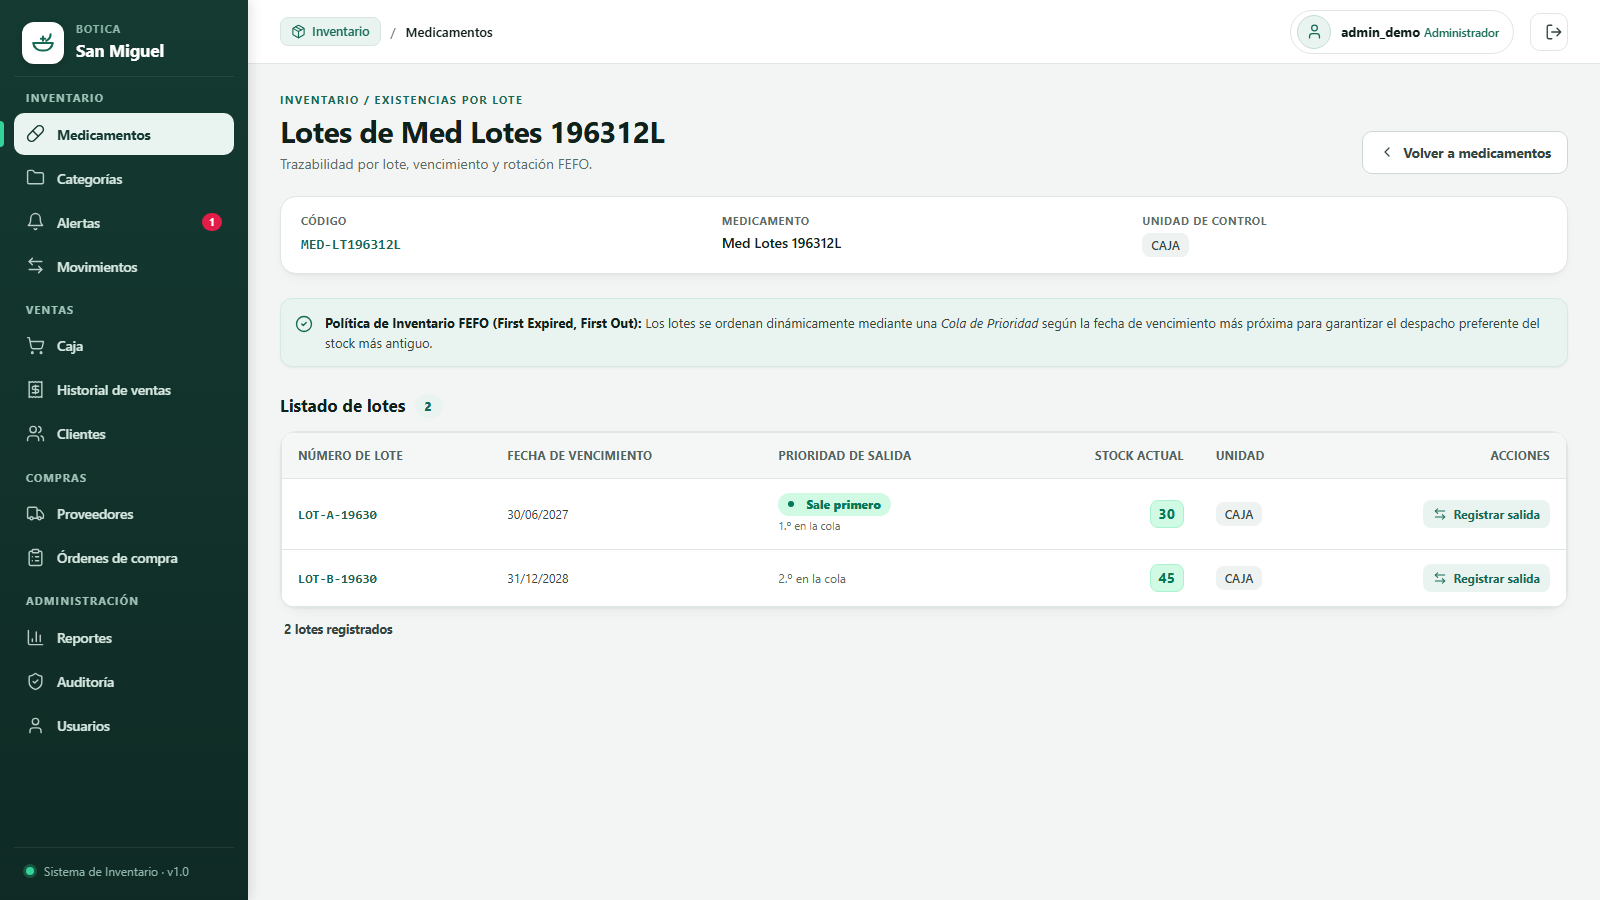 BOTICA
San Miguel
INVENTARIO
Medicamentos
Categorías
Alertas 1
Movimientos
VENTAS
Caja
Historial de ventas
Clientes
COMPRAS
Proveedores
Órdenes de compra
ADMINISTRACIÓN
Reportes
Auditoría
Usuarios
Sistema de Inventario · v1.0
Inventario / Medicamentos
admin_demo Administrador
INVENTARIO / EXISTENCIAS POR LOTE
Lotes de Med Lotes 196312L
Trazabilidad por lote, vencimiento y rotación FEFO.
Volver a medicamentos
CÓDIGO MEDICAMENTO UNIDAD DE CONTROL
MED-LT196312L Med Lotes 196312L CAJA
Política de Inventario FEFO (First Expired, First Out): Los lotes se ordenan dinámicamente mediante una Cola de Prioridad según la fecha de vencimiento más próxima para garantizar el despacho preferente del
stock más antiguo.
Listado de lotes 2
NÚMERO DE LOTE FECHA DE VENCIMIENTO PRIORIDAD DE SALIDA STOCK ACTUAL UNIDAD ACCIONES
LOT-A-19630 30/06/2027 Sale primero 30 CAJA Registrar salida
1.º en la cola
LOT-B-19630 31/12/2028 2.º en la cola 45 CAJA Registrar salida
2 lotes registrados